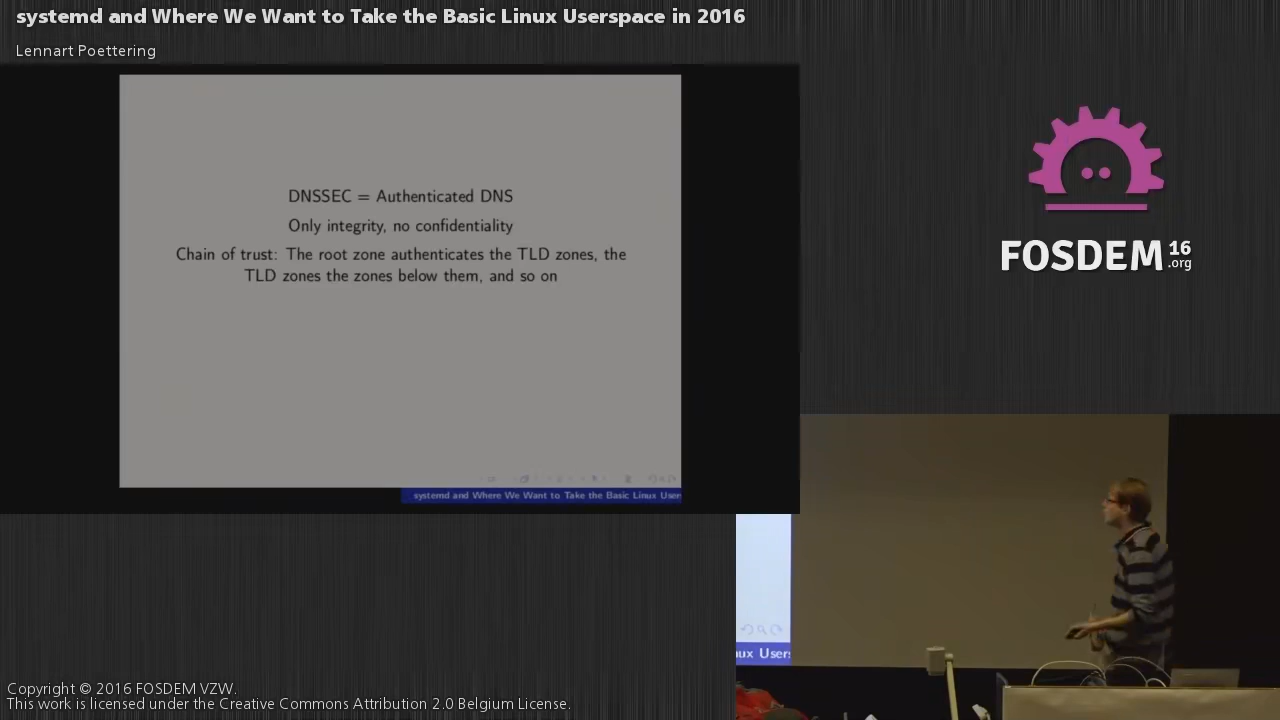 systemd and Where We Want to Take the Basic Linux Userspace in 2016
Lennart Poettering
DNSSEC = Authenticated DNS
Only integrity, no confidentiality
Chain of trust: The root zone authenticates the TLD zones, the
TLD zones the zones below them, and so on
systemd and Where We Want to Take the Basic Linux User
FOSDEM 16
.org
ux Users
Copyright © 2016 FOSDEM VZW.
This work is licensed under the Creative Commons Attribution 2.0 Belgium License.